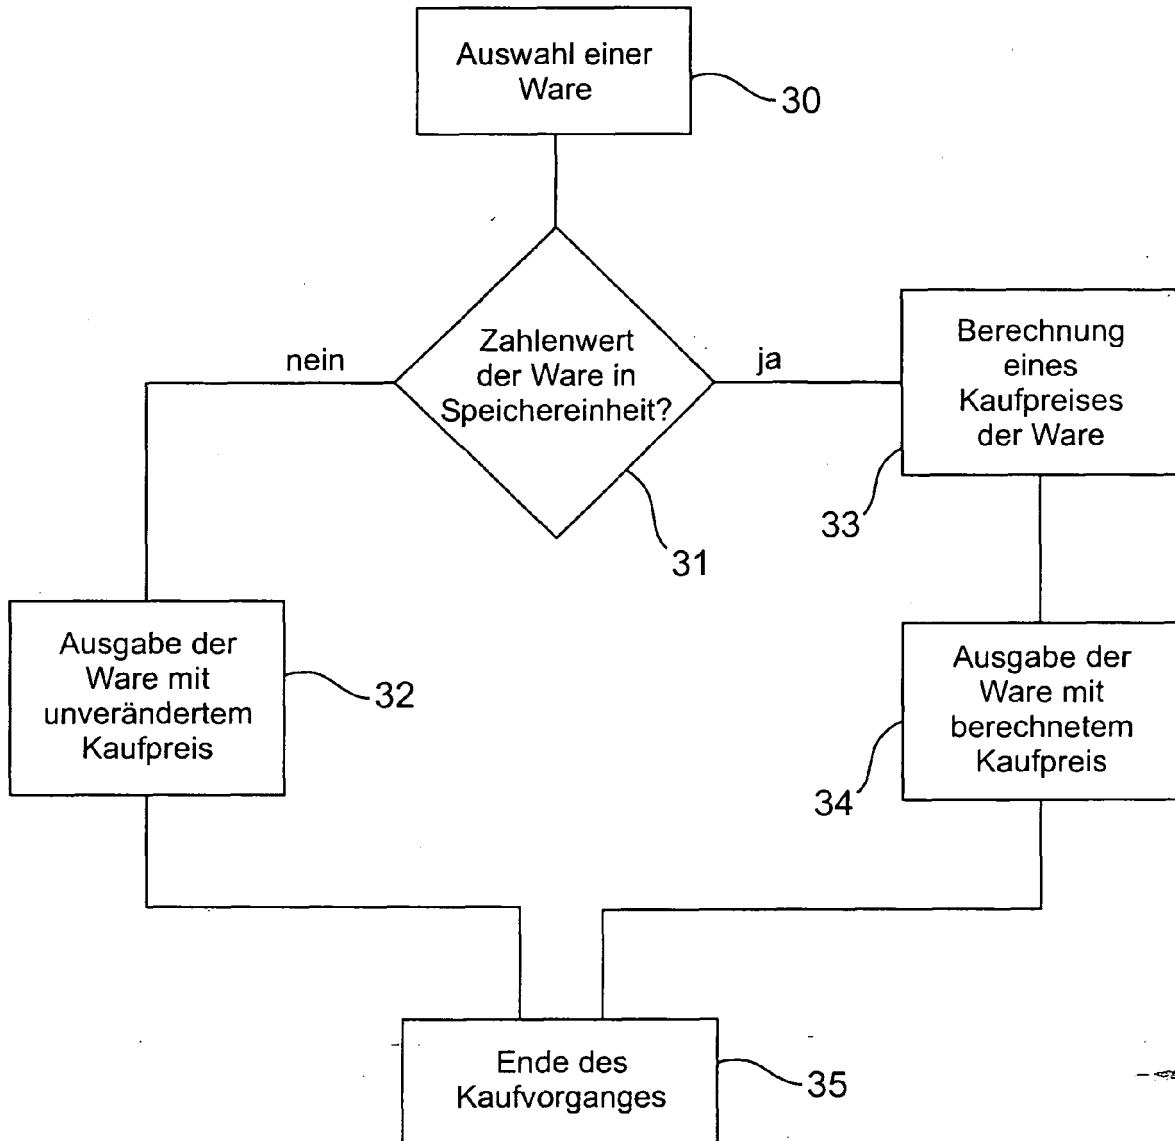 Auswahl einer
Ware
30
Zahlenwert
der Ware in
Speichereinheit?
31
nein
ja
Berechnung
eines
Kaufpreises
der Ware
33
Ausgabe der
Ware mit
unverändertem
Kaufpreis
32
Ausgabe der
Ware mit
berechnetem
Kaufpreis
34
Ende des
Kaufvorganges
35